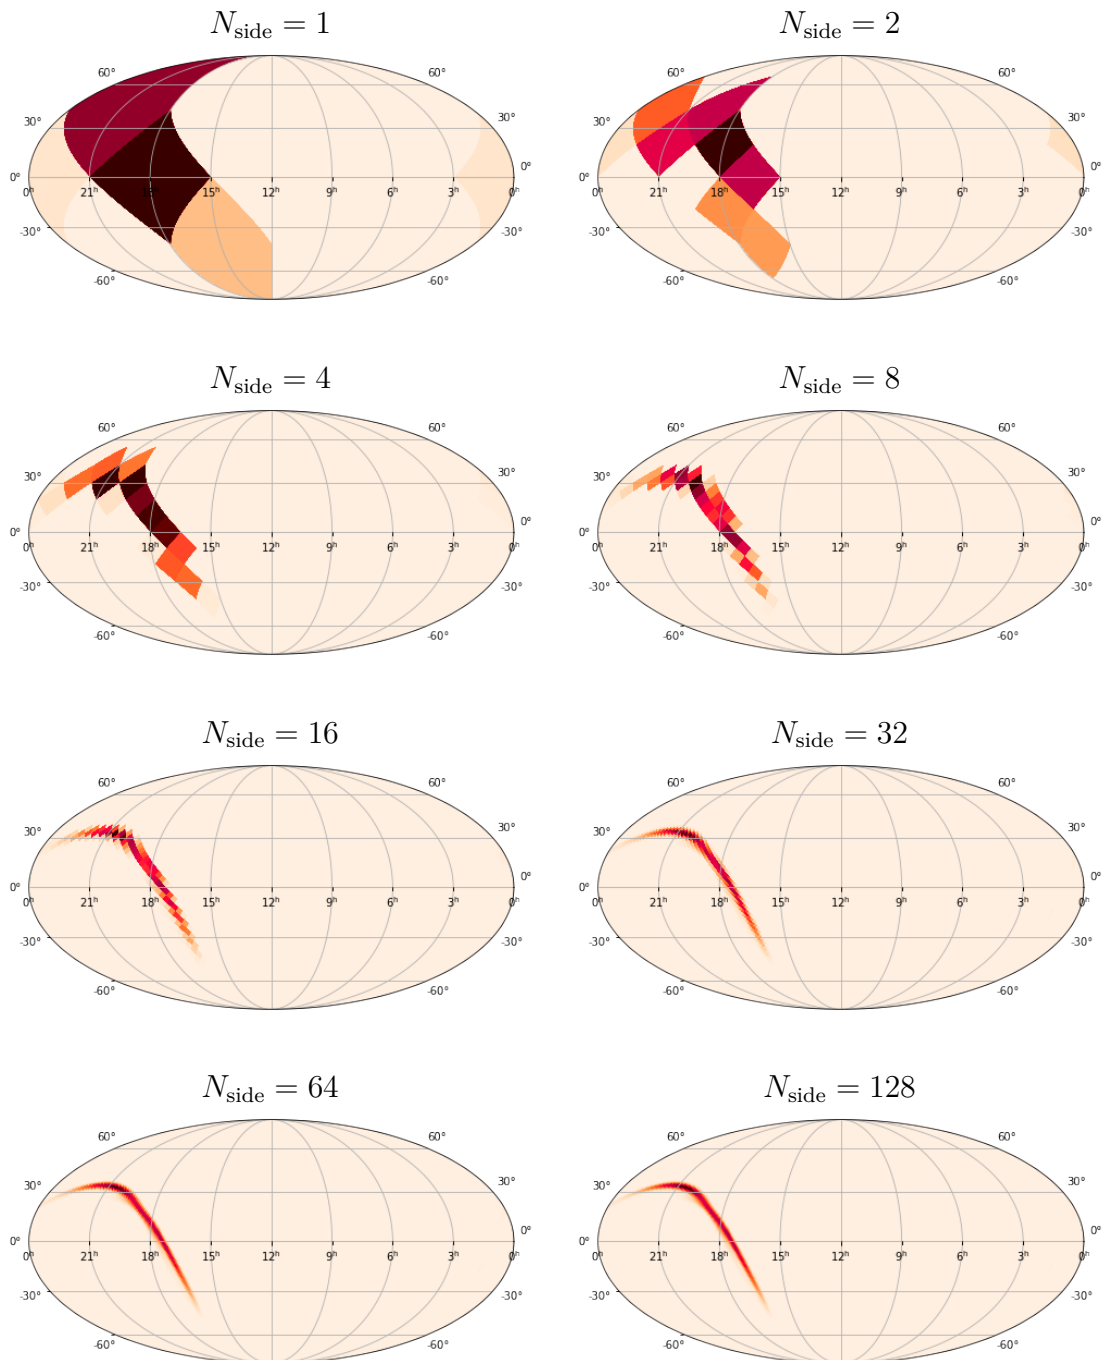 N_side = 1
N_side = 2
60° 60° 60° 60°
30° 30° 30° 30°
0° 0° 0° 0°
0ʰ 21ʰ 18ʰ 15ʰ 12ʰ 9ʰ 6ʰ 3ʰ 0ʰ 0ʰ 21ʰ 18ʰ 15ʰ 12ʰ 9ʰ 6ʰ 3ʰ 0ʰ
-30° -30° -30° -30°
-60° -60° -60° -60°
N_side = 4
N_side = 8
60° 60° 60° 60°
30° 30° 30° 30°
0° 0° 0° 0°
0ʰ 21ʰ 18ʰ 15ʰ 12ʰ 9ʰ 6ʰ 3ʰ 0ʰ 0ʰ 21ʰ 18ʰ 15ʰ 12ʰ 9ʰ 6ʰ 3ʰ 0ʰ
-30° -30° -30° -30°
-60° -60° -60° -60°
N_side = 16
N_side = 32
60° 60° 60° 60°
30° 30° 30° 30°
0° 0° 0° 0°
0ʰ 21ʰ 18ʰ 15ʰ 12ʰ 9ʰ 6ʰ 3ʰ 0ʰ 0ʰ 21ʰ 18ʰ 15ʰ 12ʰ 9ʰ 6ʰ 3ʰ 0ʰ
-30° -30° -30° -30°
-60° -60° -60° -60°
N_side = 64
N_side = 128
60° 60° 60° 60°
30° 30° 30° 30°
0° 0° 0° 0°
0ʰ 21ʰ 18ʰ 15ʰ 12ʰ 9ʰ 6ʰ 3ʰ 0ʰ 0ʰ 21ʰ 18ʰ 15ʰ 12ʰ 9ʰ 6ʰ 3ʰ 0ʰ
-30° -30° -30° -30°
-60° -60° -60° -60°